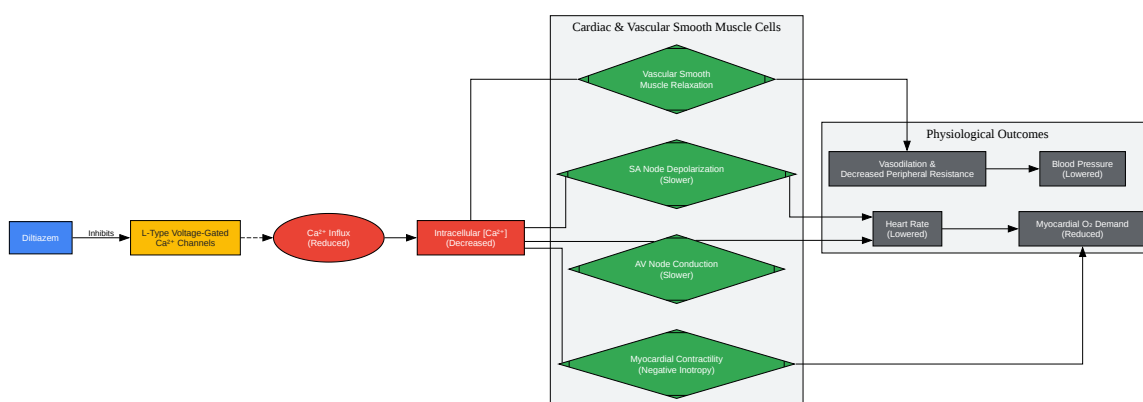 Cardiac & Vascular Smooth Muscle Cells
Vascular Smooth
Muscle Relaxation
Physiological Outcomes
Vasodilation &
Decreased Peripheral Resistance
Blood Pressure
(Lowered)
SA Node Depolarization
(Slower)
Diltiazem
Inhibits
L-Type Voltage-Gated
Ca²⁺ Channels
Ca²⁺ Influx
(Reduced)
Intracellular [Ca²⁺]
(Decreased)
Heart Rate
(Lowered)
Myocardial O₂ Demand
(Reduced)
AV Node Conduction
(Slower)
Myocardial Contractility
(Negative Inotropy)